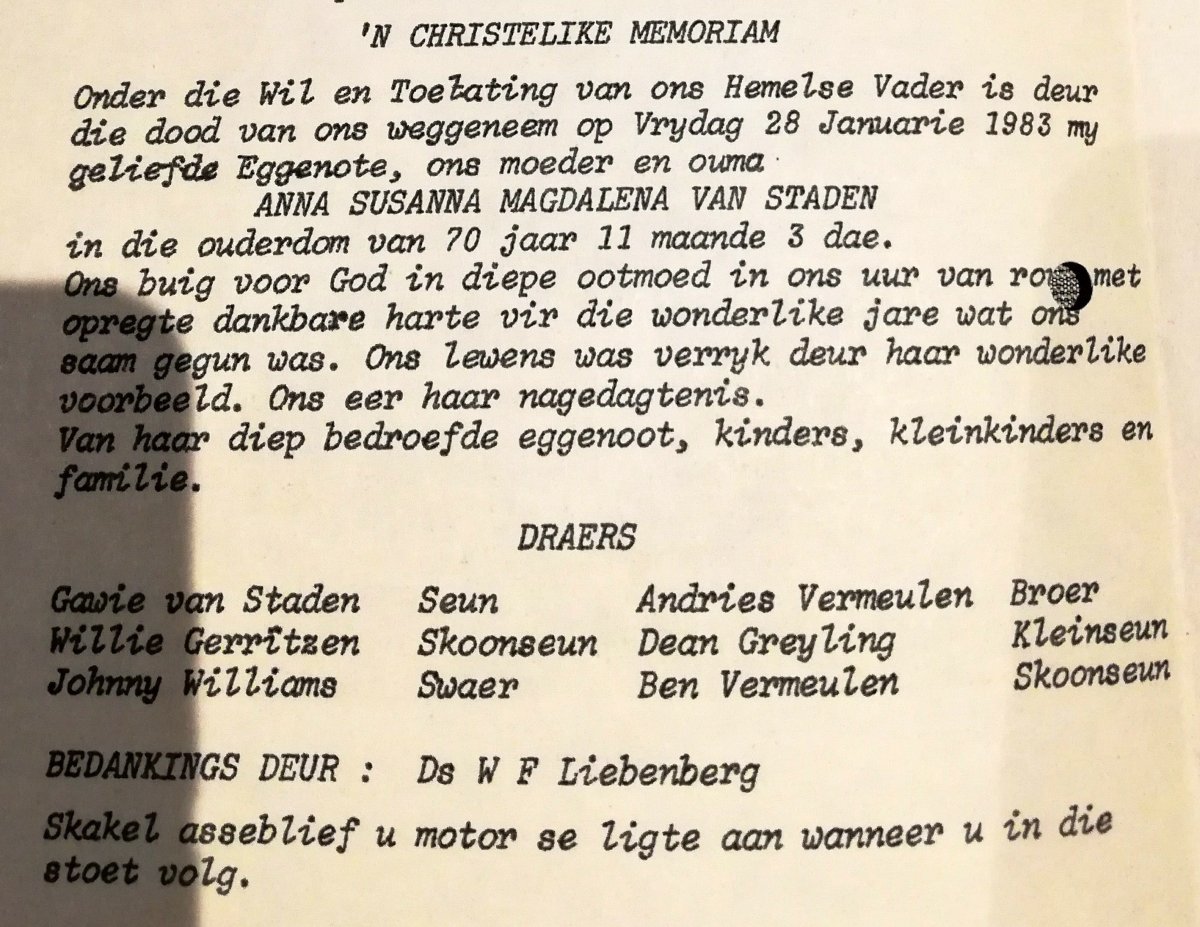 'N CHRISTELIKE MEMORIAM
Onder die Wil en Toelating van ons Hemelse Vader is deur
die dood van ons weggeneem op Vrydag 28 Januarie 1983 my
geliefde Eggenote, ons moeder en ouma
ANNA SUSANNA MAGDALENA VAN STADEN
in die ouderdom van 70 jaar 11 maande 3 dae.
Ons buig voor God in diepe ootmoed in ons uur van met
opregte dankbare harte vir die wonderlike jare wat ons
saam gegun was. Ons lewens was verryk deur haar wonderlike
voorbeeld. Ons eer haar nagedagtenis.
Van haar diep bedroefde eggenoot, kinders, kleinkinders en
familie.
DRAERS
Gawie van Staden Seun Andries Vermeulen Broer
Willie Gerritzen Skoonseun Dean Greyling Kleinseun
Johnny Williams Swaer Ben Vermeulen Skoonseun
BEDANKINGS DEUR : Ds W F Liebenberg
Skakel asseblief u motor se ligte aan wanneer u in die
stoet volg.